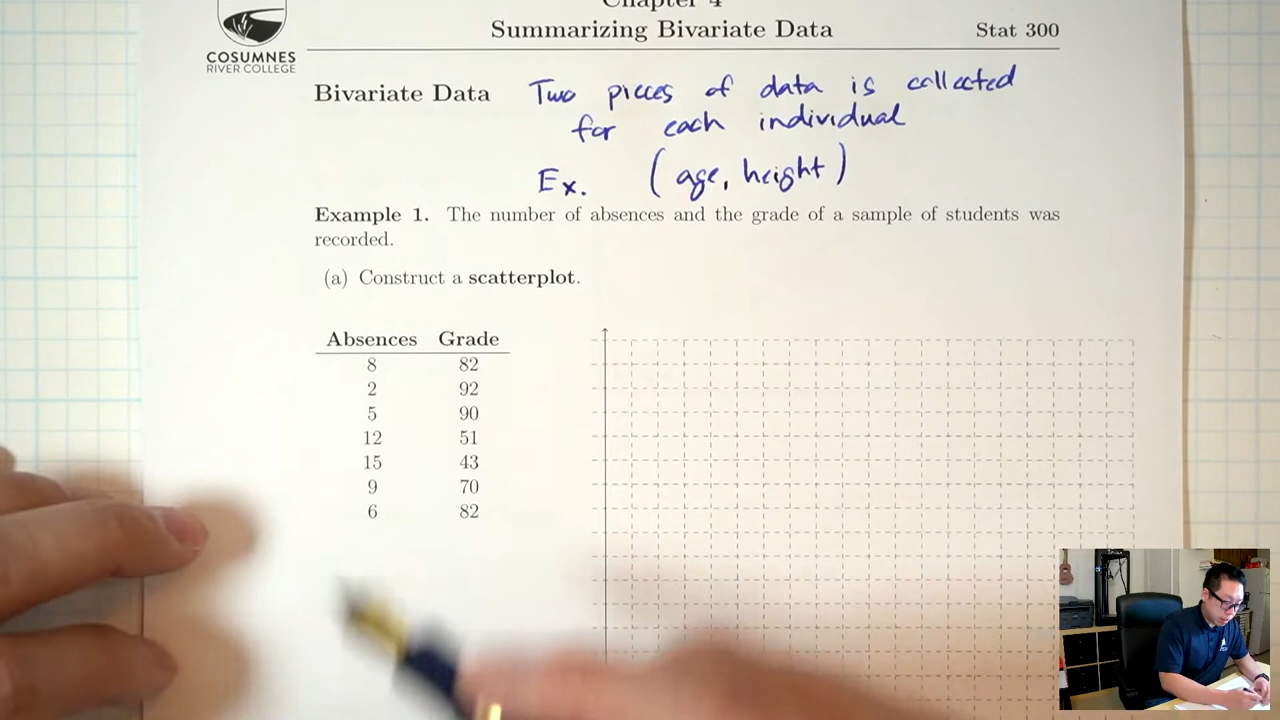 Chapter 4
Summarizing Bivariate Data
Stat 300
COSUMNES
RIVER COLLEGE
Bivariate Data Two pieces of data is collected
for each individual
Ex. (age, height)
Example 1. The number of absences and the grade of a sample of students was
recorded.
(a) Construct a scatterplot.
Absences Grade
8 82
2 92
5 90
12 51
15 43
9 70
6 82